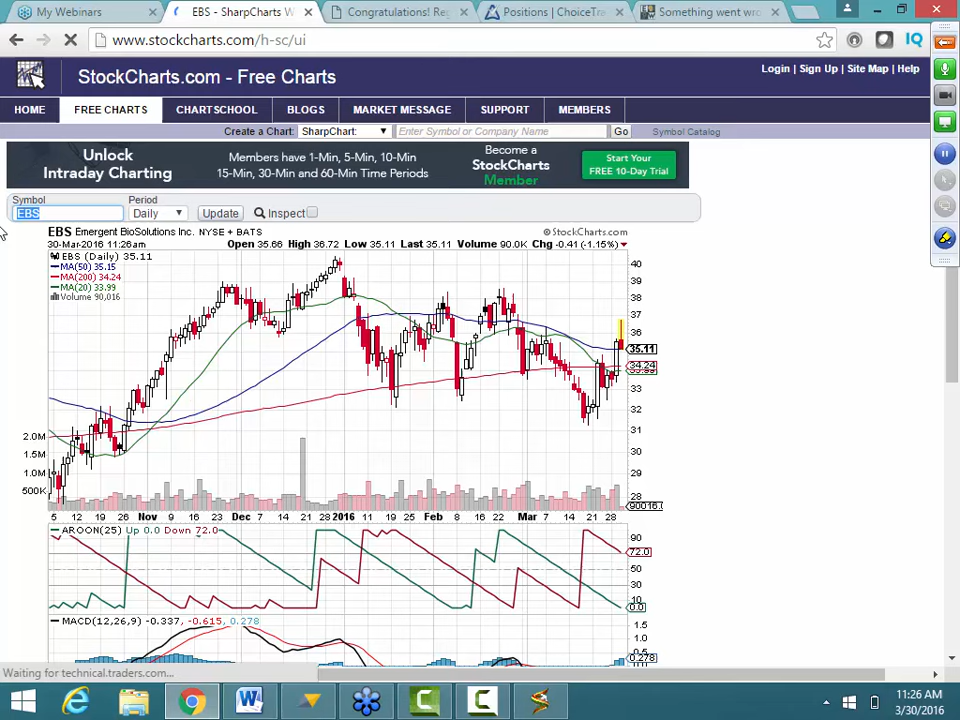 My Webinars
EBS - SharpCharts W
Congratulations! Re
Positions | ChoiceTra
Something went wro
www.stockcharts.com/h-sc/ui
IQ
StockCharts.com - Free Charts
Login | Sign Up | Site Map | Help
HOME
FREE CHARTS
CHARTSCHOOL
BLOGS
MARKET MESSAGE
SUPPORT
MEMBERS
Create a Chart: SharpChart: Enter Symbol or Company Name Go Symbol Catalog
Unlock
Intraday Charting
Members have 1-Min, 5-Min, 10-Min
15-Min, 30-Min and 60-Min Time Periods
Become a
StockCharts
Member
Start Your
FREE 10-Day Trial
Symbol
Period
EBS
Daily
Update
Inspect
EBS Emergent BioSolutions Inc. NYSE + BATS
© StockCharts.com
30-Mar-2016 11:26am
Open 35.66 High 36.72 Low 35.11 Last 35.11 Volume 90.0K Chg -0.41 (-1.15%)
EBS (Daily) 35.11
MA(50) 35.15
MA(200) 34.24
MA(20) 33.99
Volume 90,016
40
39
38
37
36
35.11
34.24
33
32
31
30
29
28
2.0M
1.5M
1.0M
500K
5 12 19 26 Nov 9 16 23 Dec 7 14 21 28 2016 11 19 25 Feb 8 16 22 Mar 7 14 21 28
AROON(25) Up 0.0 Down 72.0
90
72.0
50
30
0.0
MACD(12,26,9) -0.337, -0.615, 0.278
1.5
1.0
0.278
Waiting for technical.traders.com...
11:26 AM
3/30/2016